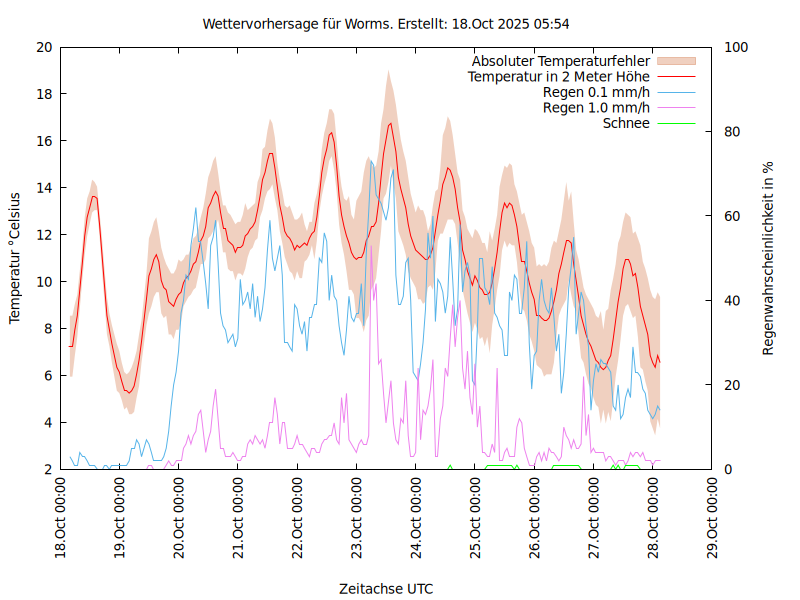 Wettervorhersage für Worms. Erstellt: 18.Oct 2025 05:54
Absoluter Temperaturfehler
Temperatur in 2 Meter Höhe
Regen 0.1 mm/h
Regen 1.0 mm/h
Schnee
Temperatur °Celsius
20
18
16
14
12
10
8
6
4
2
100
80
60
40
20
0
Regenwahrscheinlichkeit in %
18.Oct 00:00
19.Oct 00:00
20.Oct 00:00
21.Oct 00:00
22.Oct 00:00
23.Oct 00:00
24.Oct 00:00
25.Oct 00:00
26.Oct 00:00
27.Oct 00:00
28.Oct 00:00
29.Oct 00:00
Zeitachse UTC